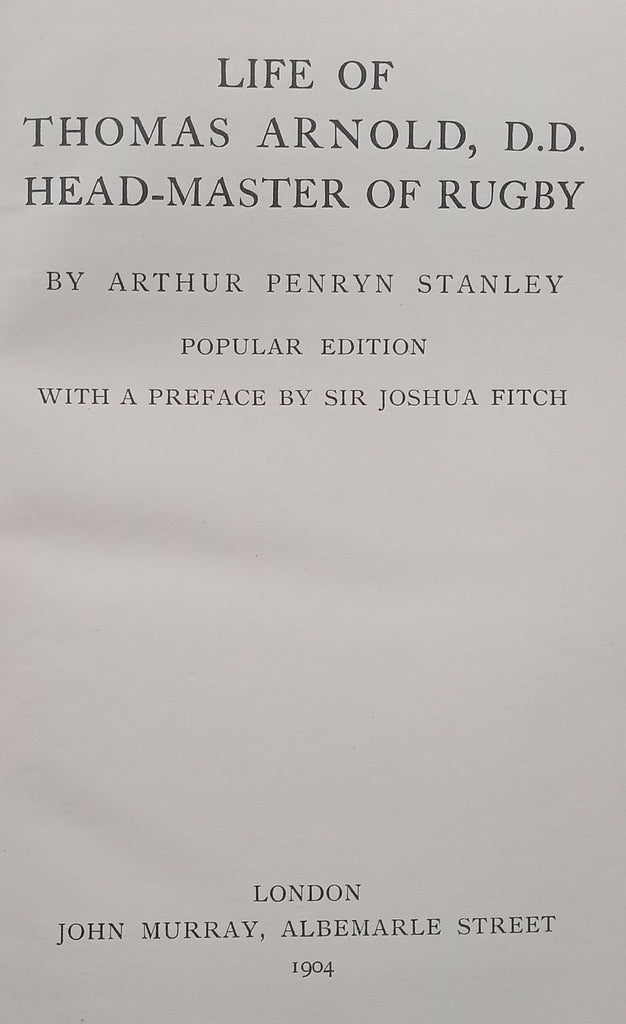 LIFE OF
THOMAS ARNOLD, D.D.
HEAD-MASTER OF RUGBY
BY ARTHUR PENRYN STANLEY
POPULAR EDITION
WITH A PREFACE BY SIR JOSHUA FITCH
LONDON
JOHN MURRAY, ALBEMARLE STREET
1904